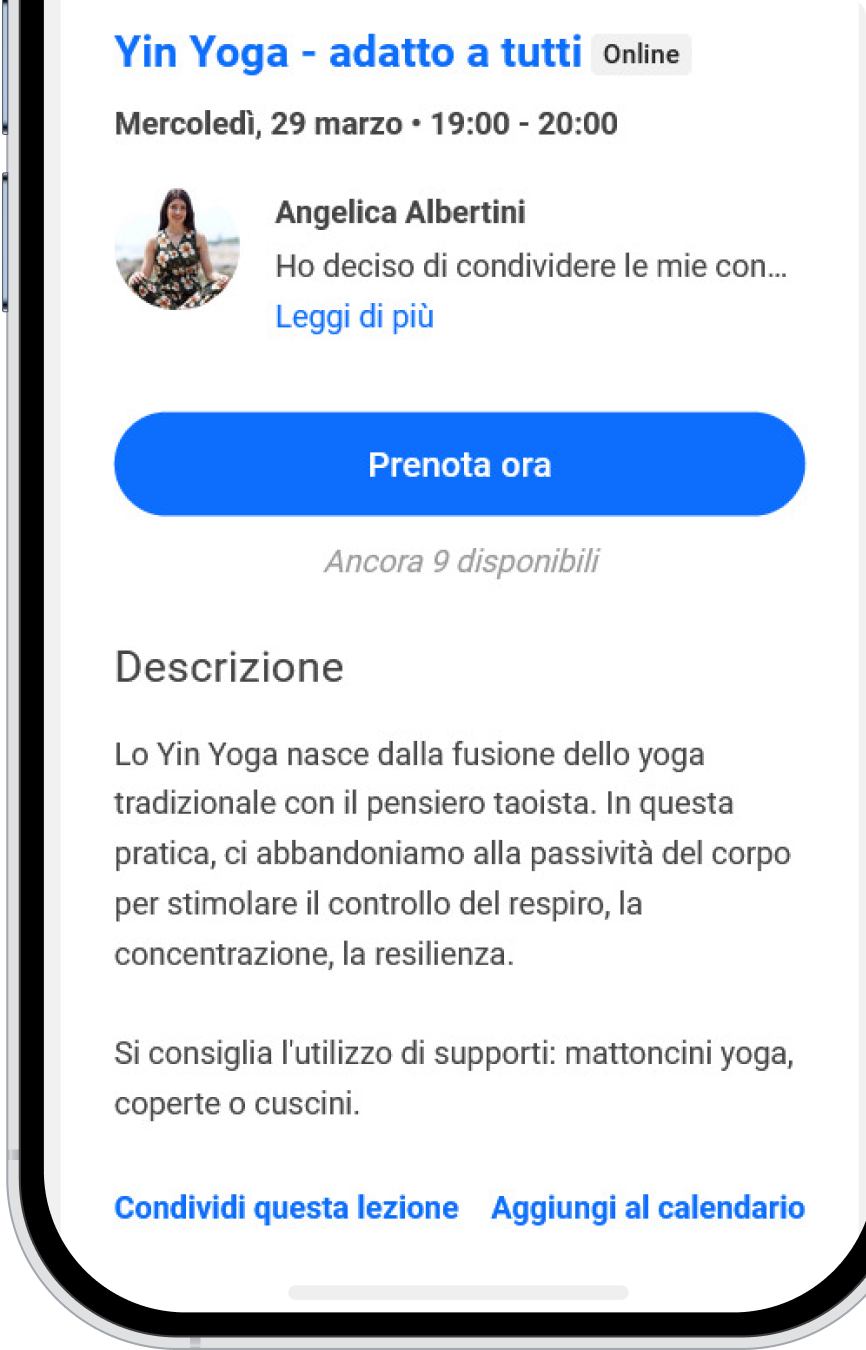 Yin Yoga - adatto a tutti Online
Mercoledì, 29 marzo • 19:00 - 20:00
Angelica Albertini
Ho deciso di condividere le mie con...
Leggi di più
Prenota ora
Ancora 9 disponibili
Descrizione
Lo Yin Yoga nasce dalla fusione dello yoga
tradizionale con il pensiero taoista. In questa
pratica, ci abbandoniamo alla passività del corpo
per stimolare il controllo del respiro, la
concentrazione, la resilienza.
Si consiglia l'utilizzo di supporti: mattoncini yoga,
coperte o cuscini.
Condividi questa lezione Aggiungi al calendario